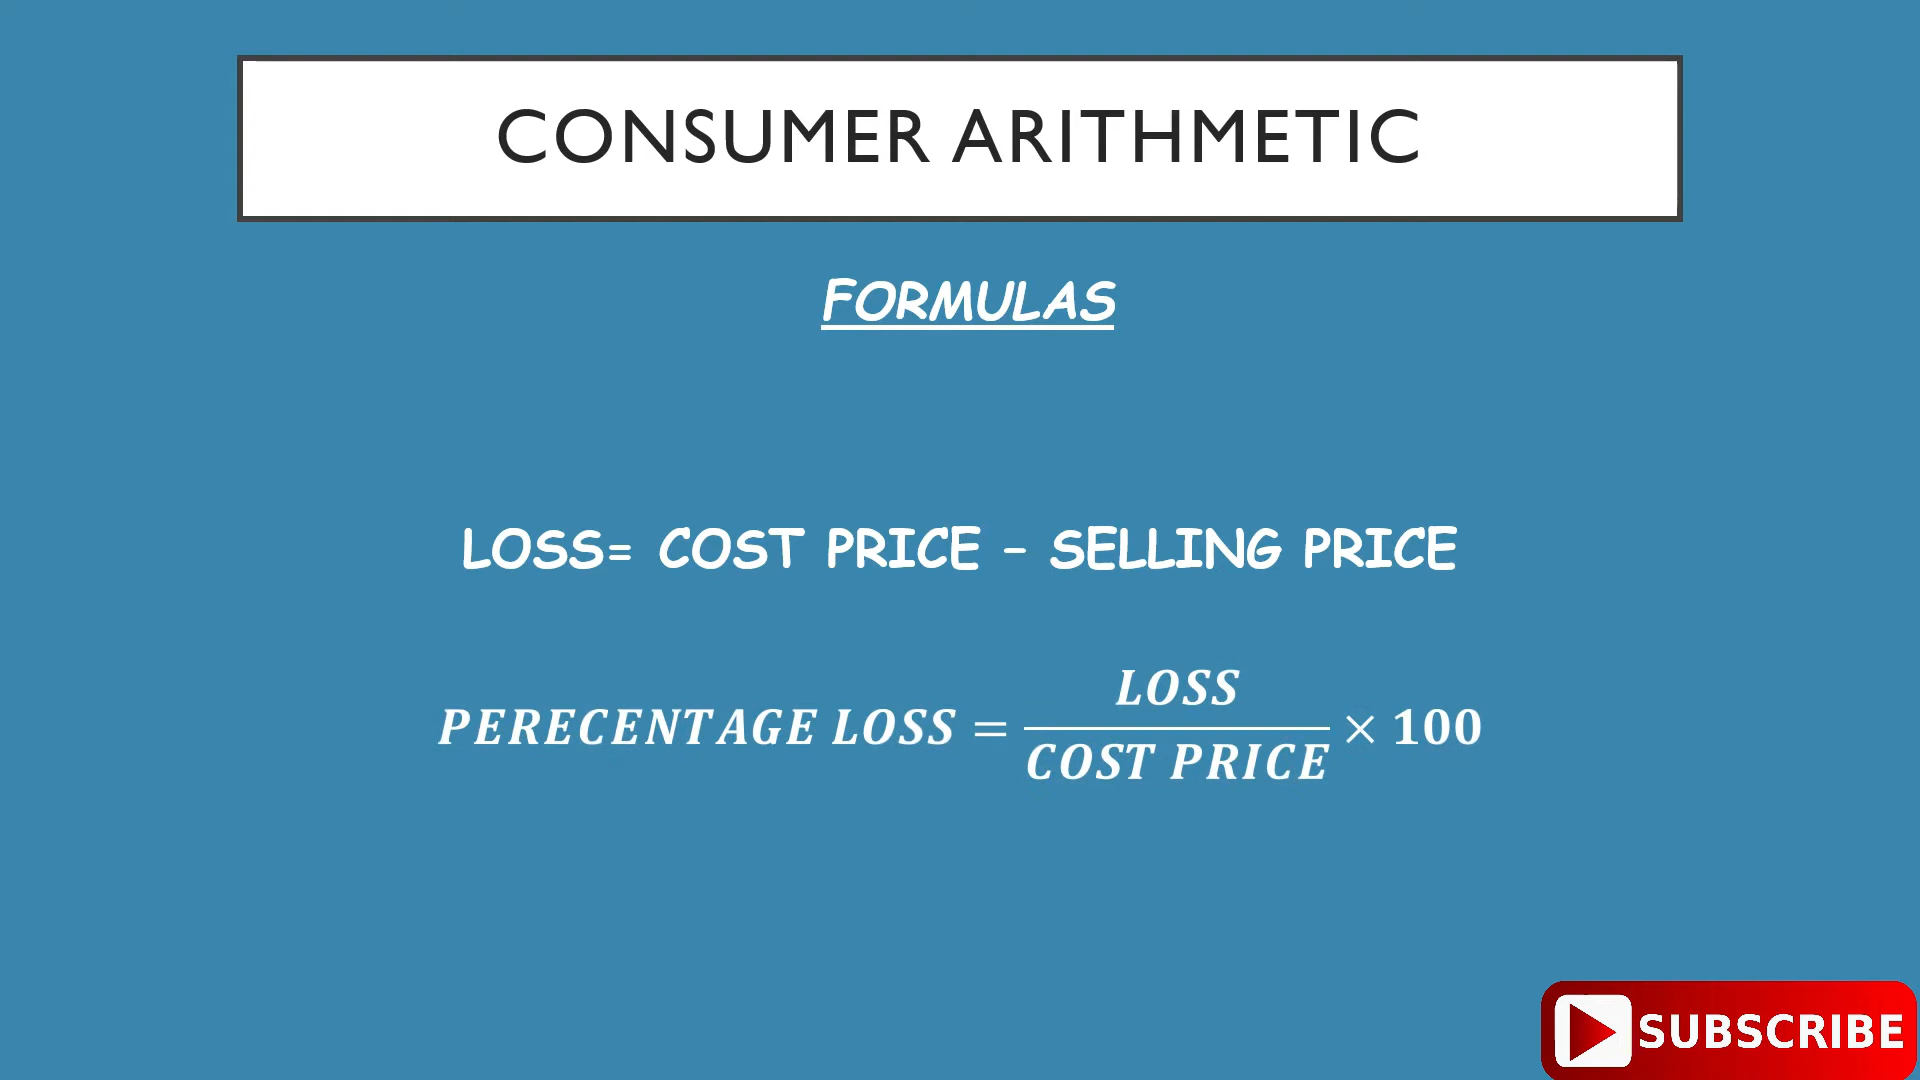 CONSUMER ARITHMETIC
FORMULAS
LOSS= COST PRICE – SELLING PRICE
PERECENTAGE LOSS = LOSS / COST PRICE × 100
SUBSCRIBE